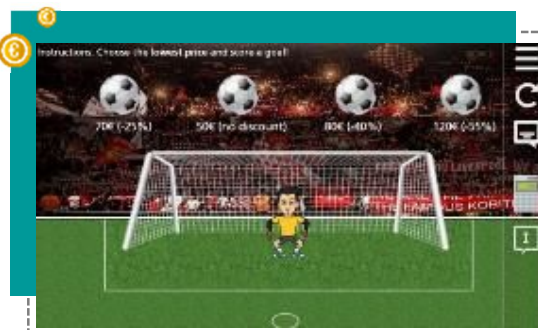 Instructions: Choose the lowest price and score a goal!
70€ (-25%) 50€ (no discount) 80€ (-40%) 120€ (-55%)